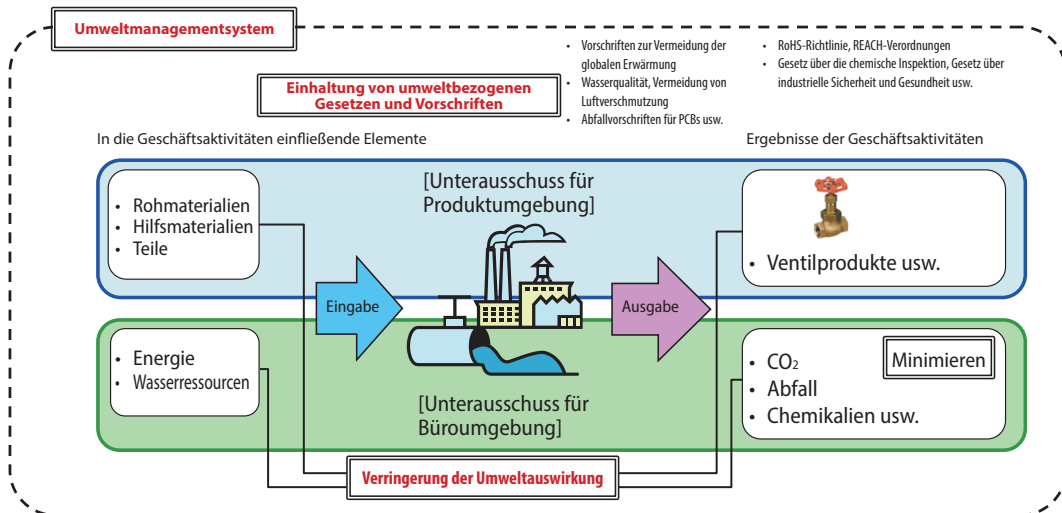 Umweltmanagementsystem
Einhaltung von umweltbezogenen
Gesetzen und Vorschriften
• Vorschriften zur Vermeidung der
globalen Erwärmung
• Wasserqualität, Vermeidung von
Luftverschmutzung
• Abfallvorschriften für PCBs usw.
• RoHS-Richtlinie, REACH-Verordnungen
• Gesetz über die chemische Inspektion, Gesetz über
industrielle Sicherheit und Gesundheit usw.
In die Geschäftsaktivitäten einfließende Elemente
Ergebnisse der Geschäftsaktivitäten
• Rohmaterialien
• Hilfsmaterialien
• Teile
[Unterausschuss für
Produktumgebung]
• Ventilprodukte usw.
Eingabe
Ausgabe
• Energie
• Wasserressourcen
[Unterausschuss für
Büroumgebung]
• CO₂
• Abfall
• Chemikalien usw.
Minimieren
Verringerung der Umweltauswirkung